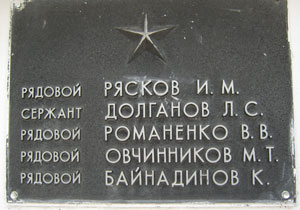 РЯДОВОЙ РЯСКОВ И. М.
СЕРЖАНТ ДОЛГАНОВ Л. С.
РЯДОВОЙ РОМАНЕНКО В. В.
РЯДОВОЙ ОВЧИННИКОВ М. Т.
РЯДОВОЙ БАЙНАДИНОВ К.